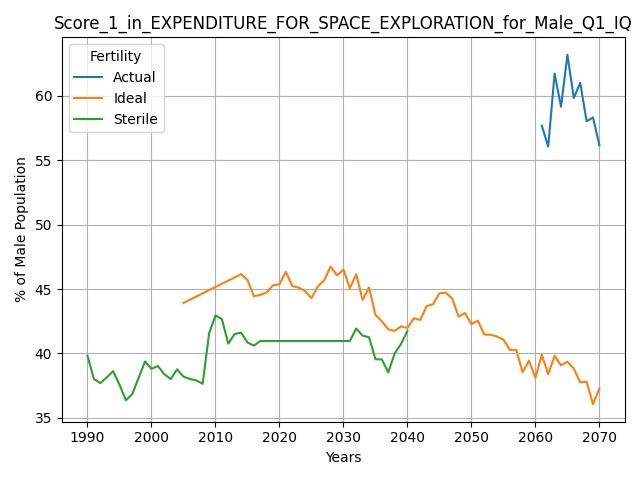 Score_1_in_EXPENDITURE_FOR_SPACE_EXPLORATION_for_Male_Q1_IQ
Fertility
Actual
Ideal
Sterile
% of Male Population
60
55
50
45
40
35
1990
2000
2010
2020
2030
2040
2050
2060
2070
Years